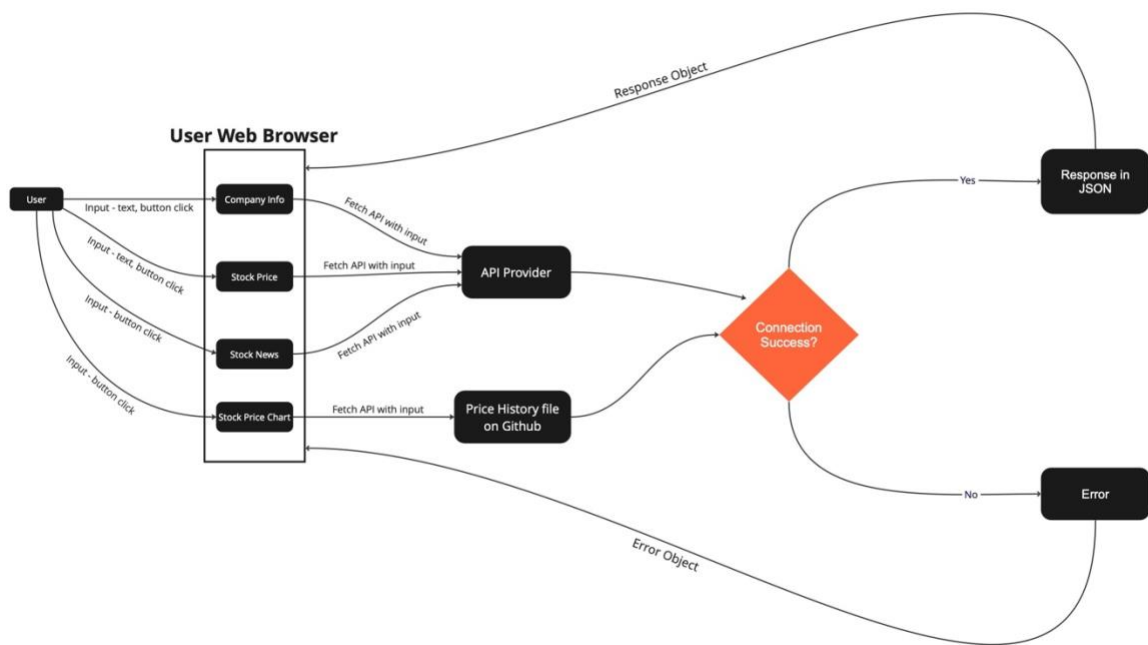 Response Object
User Web Browser
User
Company Info
Input - text, button click
Fetch API with input
Stock Price
Input - text, button click
Fetch API with input
API Provider
Stock News
Input - button click
Fetch API with input
Stock Price Chart
Input - button click
Fetch API with input
Price History file
on Github
Connection
Success?
Yes
Response in
JSON
No
Error
Error Object